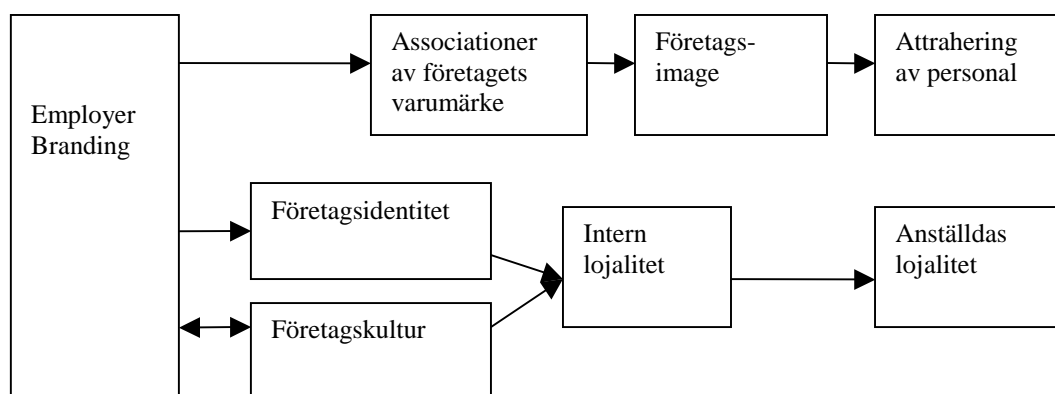 Employer
Branding
Associationer
av företagets
varumärke
Företags-
image
Attrahering
av personal
Företagsidentitet
Företagskultur
Intern
lojalitet
Anställdas
lojalitet